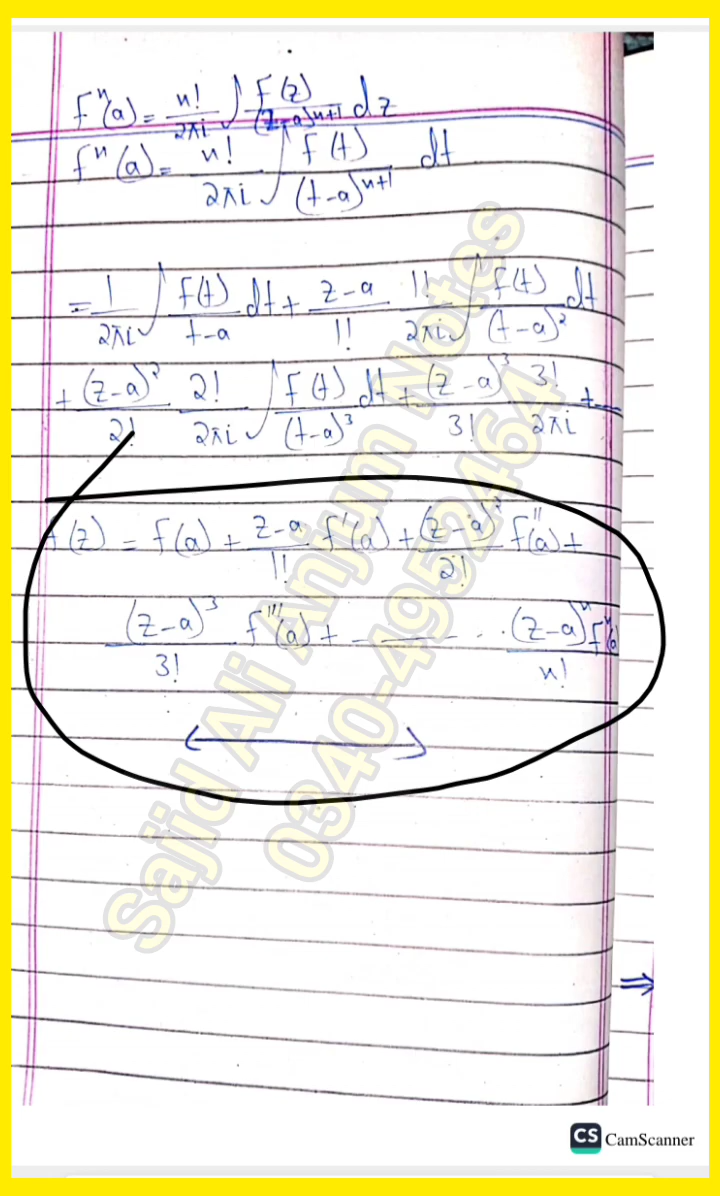 fⁿ(a) = n!/2πi ∫ f(z)/(z-a)ⁿ⁺¹ dz
fⁿ(a) = n!/2πi ∫ f(t)/(t-a)ⁿ⁺¹ dt
= 1/2πi ∫ f(t)/t-a dt + z-a/1! 1!/2πi ∫ f(t)/(t-a)² dt
+ (z-a)²/2! 2!/2πi ∫ f(t)/(t-a)³ dt + (z-a)³/3! 3!/2πi + ---
f(z) = f(a) + z-a/1! f'(a) + (z-a)²/2! f''(a) +
(z-a)³/3! f'''(a) + - — - .. (z-a)ⁿ/n! fⁿ(a)
⇒
Sajid Ali Anjum Notes
0340-4952464
CS CamScanner